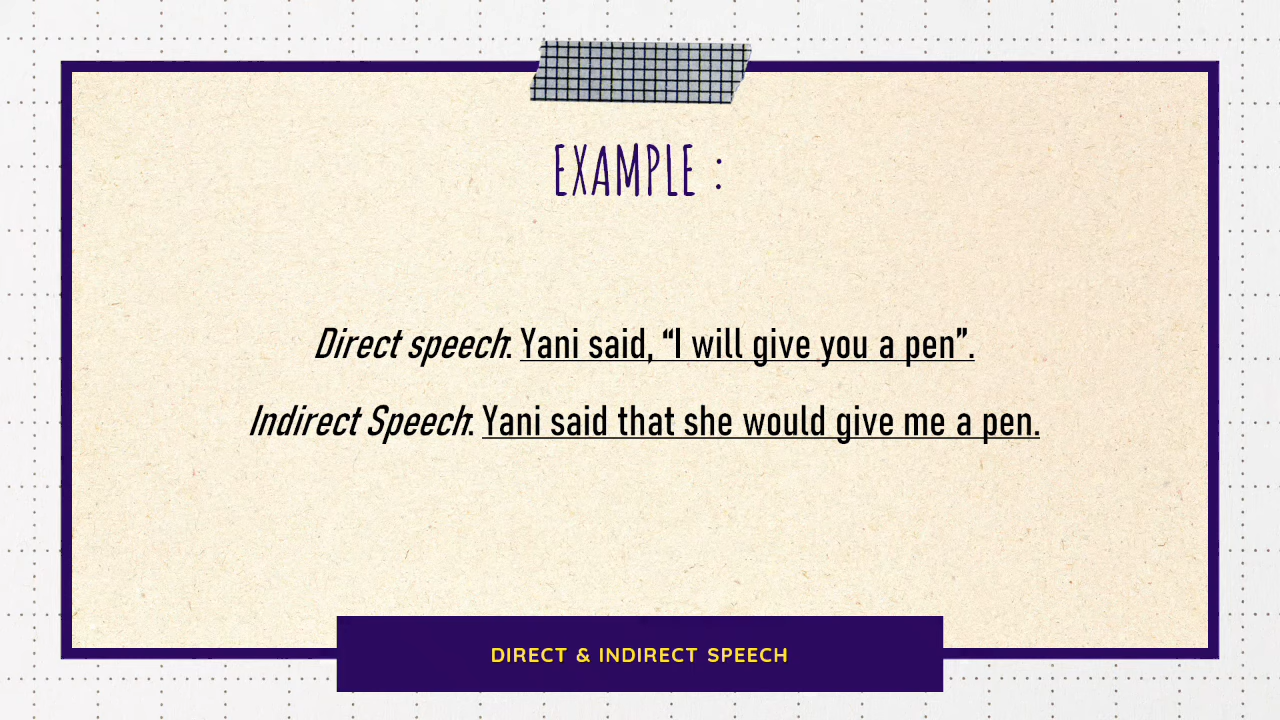 EXAMPLE :
Direct speech: Yani said, “I will give you a pen”.
Indirect Speech: Yani said that she would give me a pen.
DIRECT & INDIRECT SPEECH